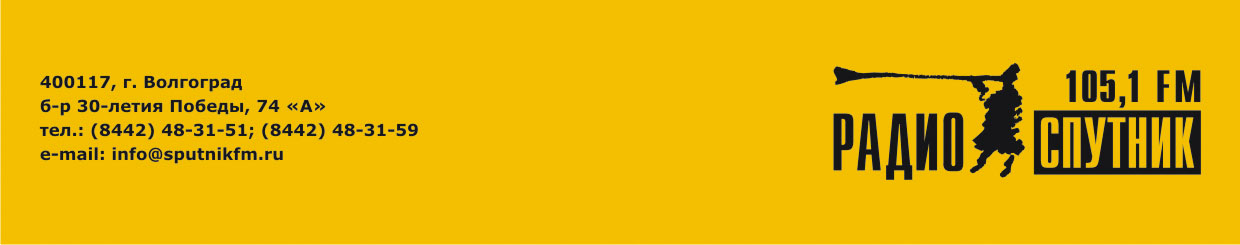 400117, г. Волгоград
б-р 30-летия Победы, 74 «А»
тел.: (8442) 48-31-51; (8442) 48-31-59
e-mail: info@sputnikfm.ru
105,1 FM
РАДИО СПУТНИК